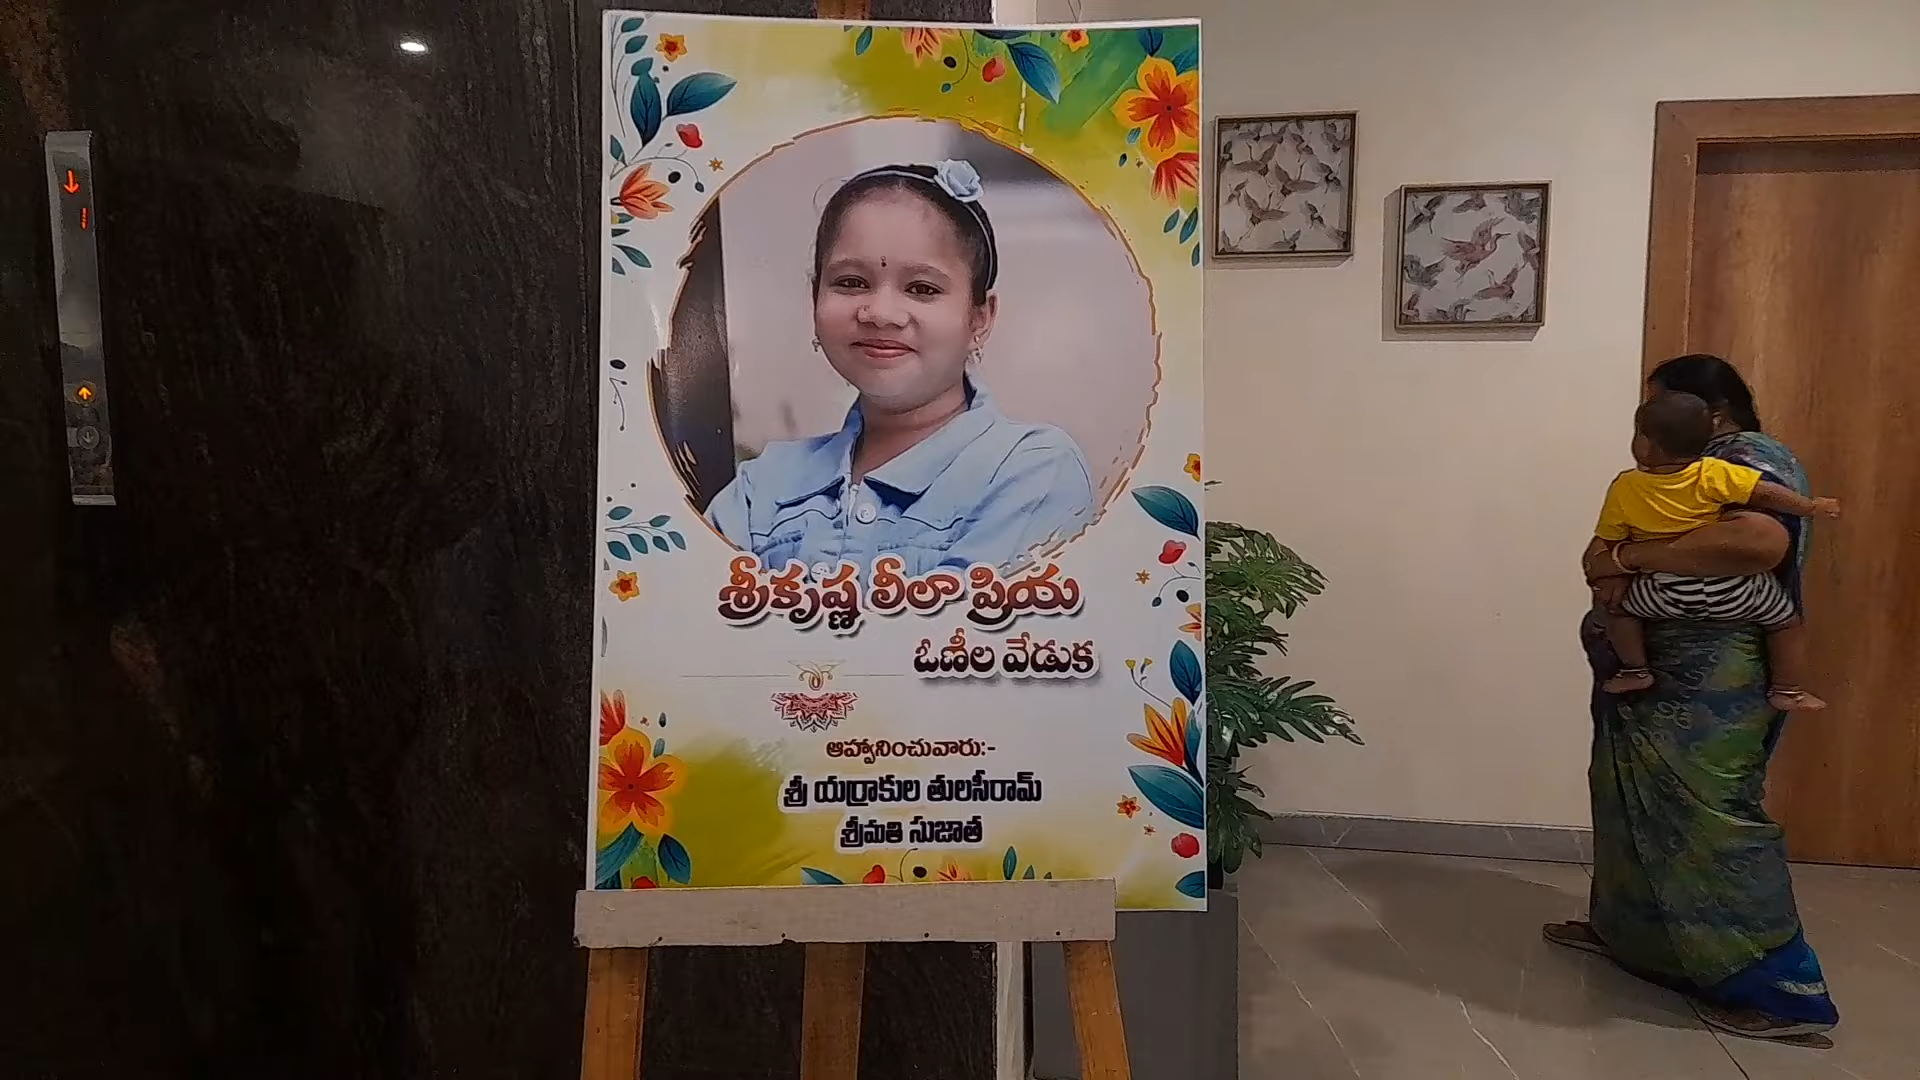 శ్రీకృష్ణ లీలా ప్రియ
ఓణీల వేడుక
ఆహ్వానించువారు:-
శ్రీ యర్రాకుల తులసీరామ్
శ్రీమతి సుజాత